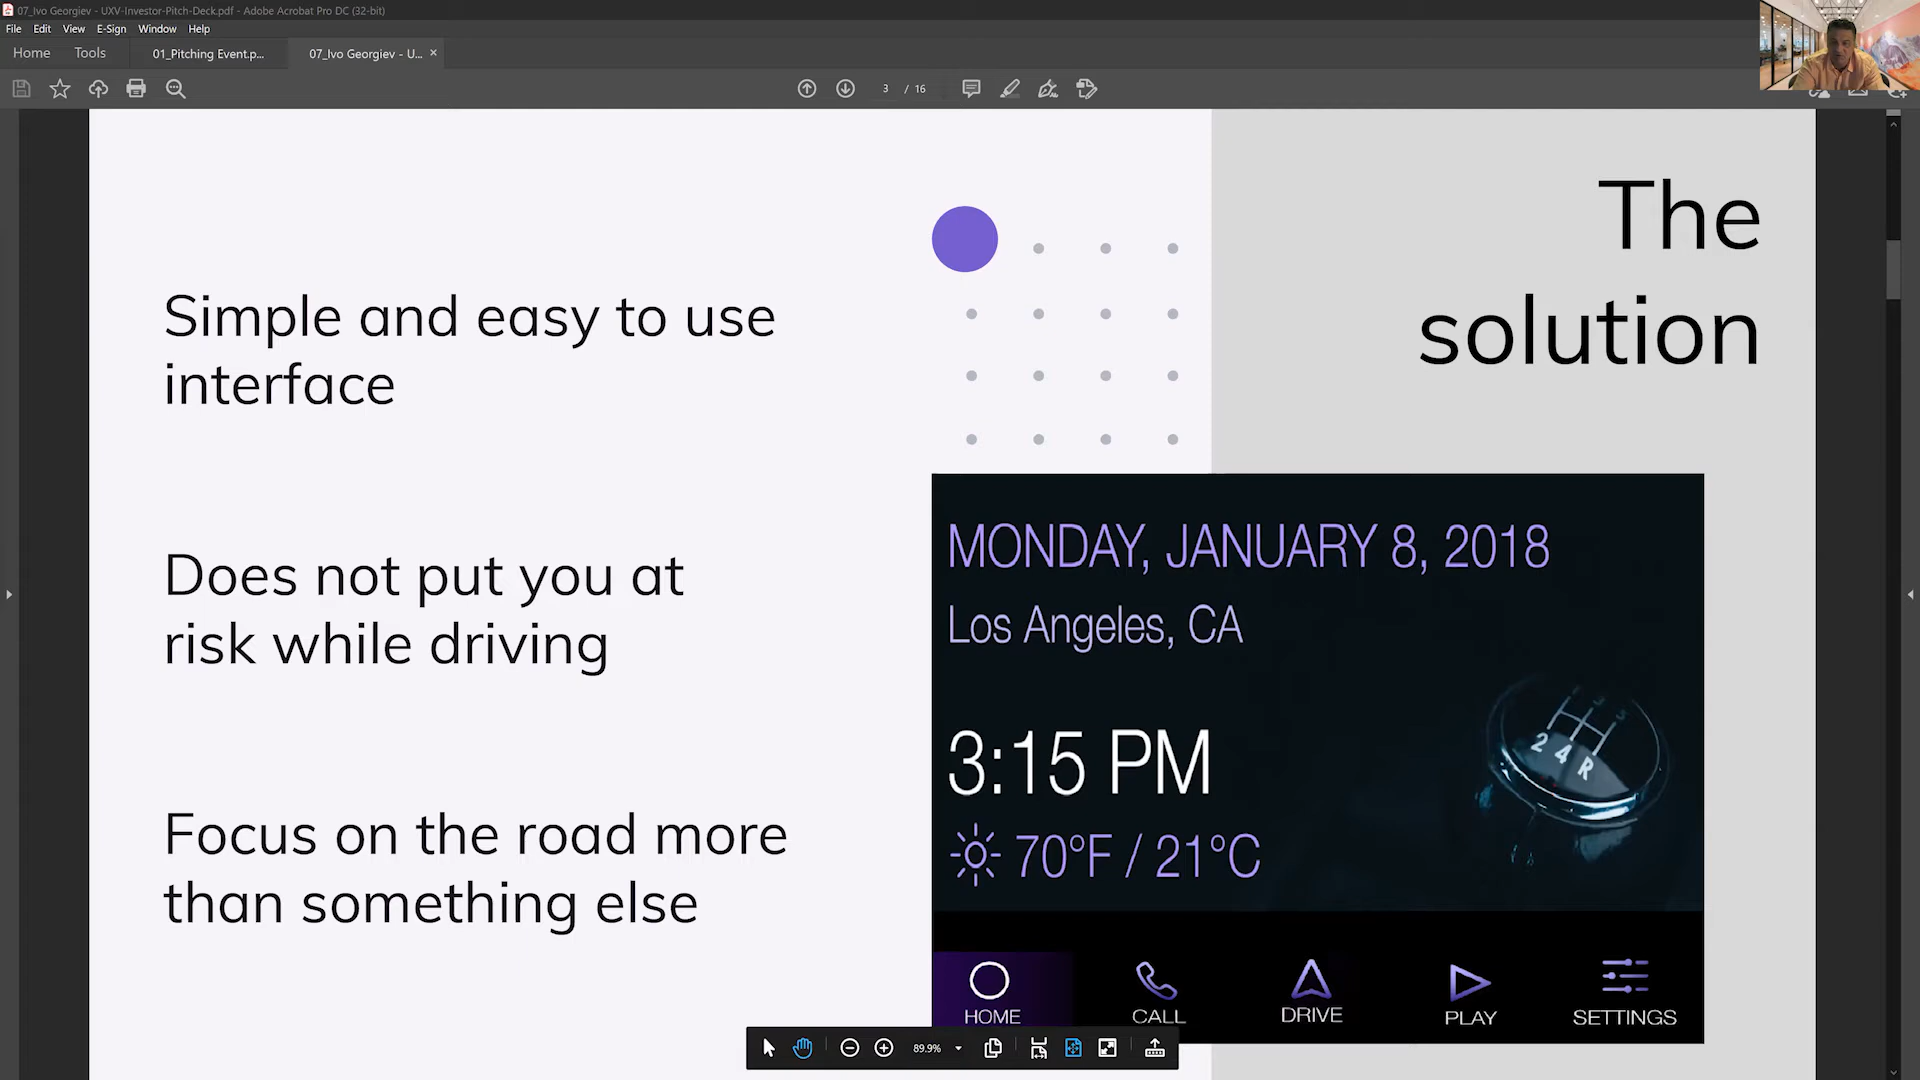 07_Ivo Georgiev - UXV-Investor-Pitch-Deck.pdf - Adobe Acrobat Pro DC (32-bit)
File Edit View E-Sign Window Help
Home Tools 01_Pitching Event.p... 07_Ivo Georgiev - U... ×
3 / 16
The
solution
Simple and easy to use
interface
Does not put you at
risk while driving
Focus on the road more
than something else
MONDAY, JANUARY 8, 2018
Los Angeles, CA
3:15 PM
70°F / 21°C
2 4 R
HOME CALL DRIVE PLAY SETTINGS
89.9%